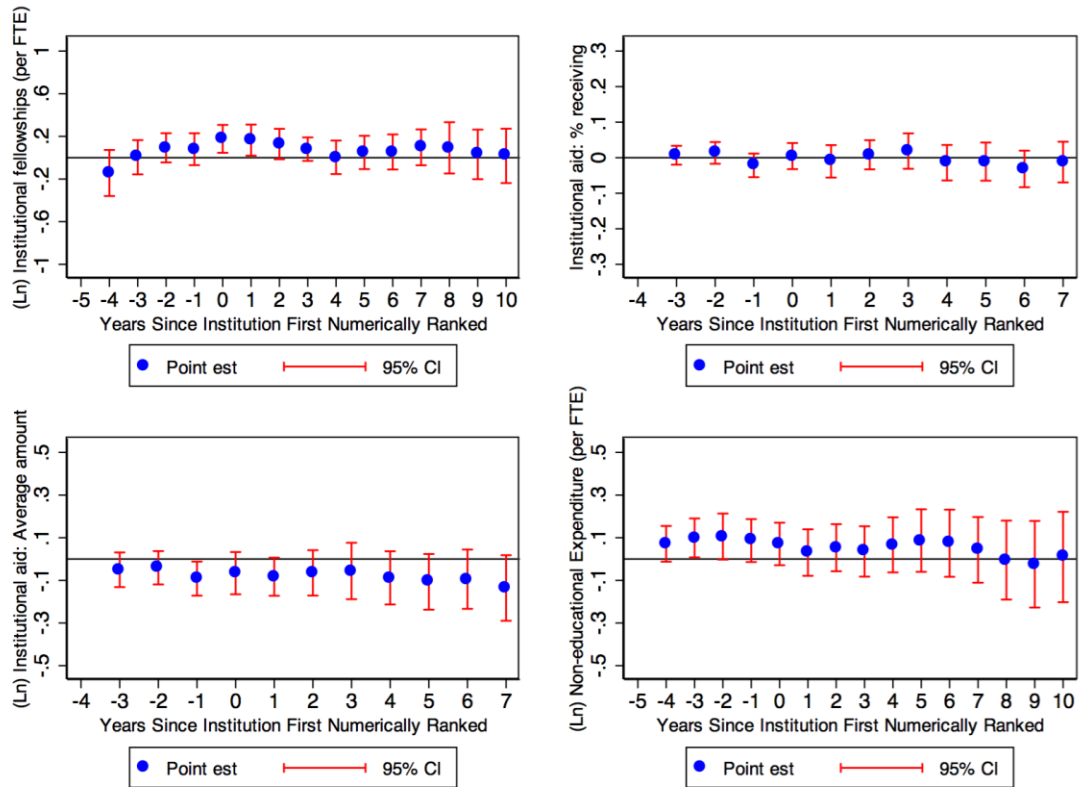 (Ln) Institutional fellowships (per FTE)
1
.6
.2
-.2
-.6
-1
-5 -4 -3 -2 -1 0 1 2 3 4 5 6 7 8 9 10
Years Since Institution First Numerically Ranked
Point est 95% CI
Institutional aid: % receiving
.3
.2
.1
0
-.1
-.2
-.3
-4 -3 -2 -1 0 1 2 3 4 5 6 7
Years Since Institution First Numerically Ranked
Point est 95% CI
(Ln) Institutional aid: Average amount
.5
.3
.1
-.1
-.3
-.5
-4 -3 -2 -1 0 1 2 3 4 5 6 7
Years Since Institution First Numerically Ranked
Point est 95% CI
(Ln) Non-educational Expenditure (per FTE)
.5
.3
.1
-.1
-.3
-.5
-5 -4 -3 -2 -1 0 1 2 3 4 5 6 7 8 9 10
Years Since Institution First Numerically Ranked
Point est 95% CI